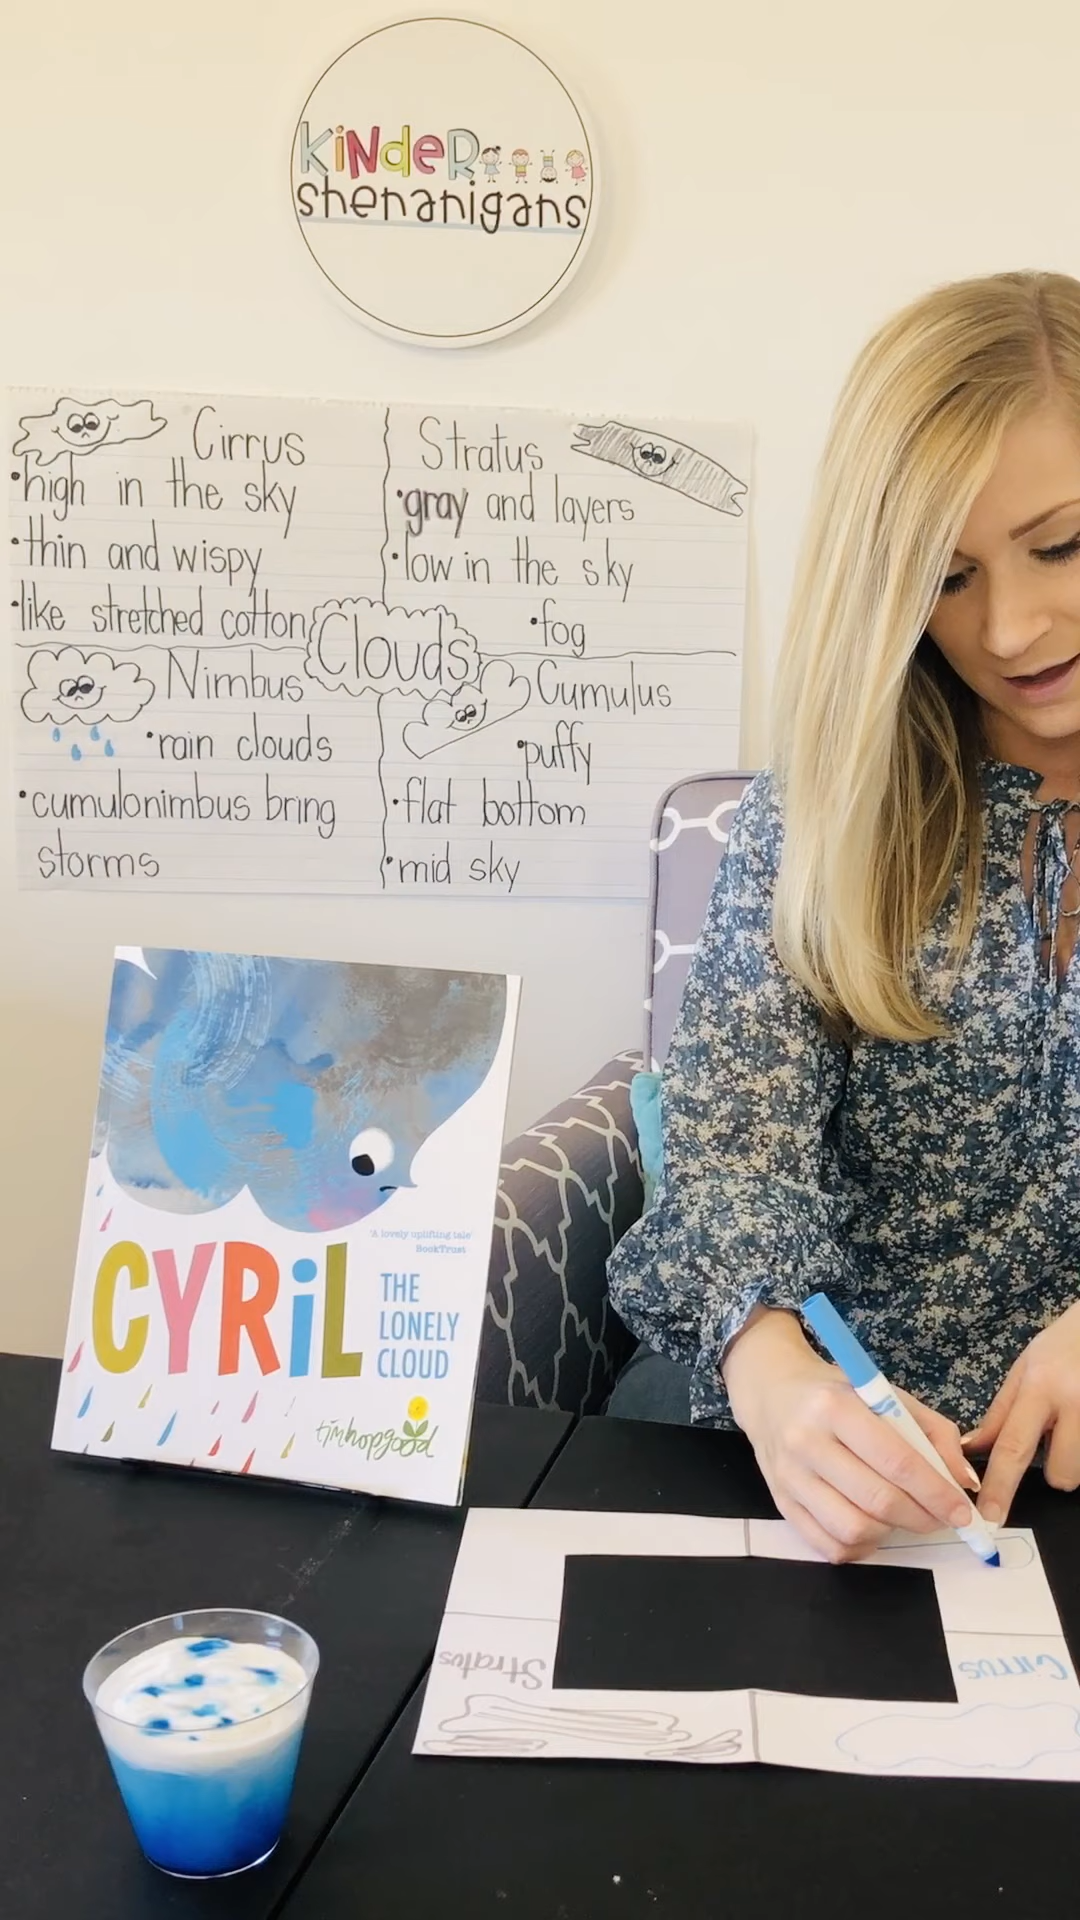 KiNdeR
shenanigans
Cirrus
•high in the sky
•thin and wispy
•like stretched cotton
Stratus
•gray and layers
•low in the sky
•fog
Clouds
Nimbus
•rain clouds
•cumulonimbus bring
storms
Cumulus
•puffy
•flat bottom
•mid sky
'A lovely uplifting tale'
BookTrust
CYRiL
THE
LONELY
CLOUD
timhopgood
Stratus
Cirrus